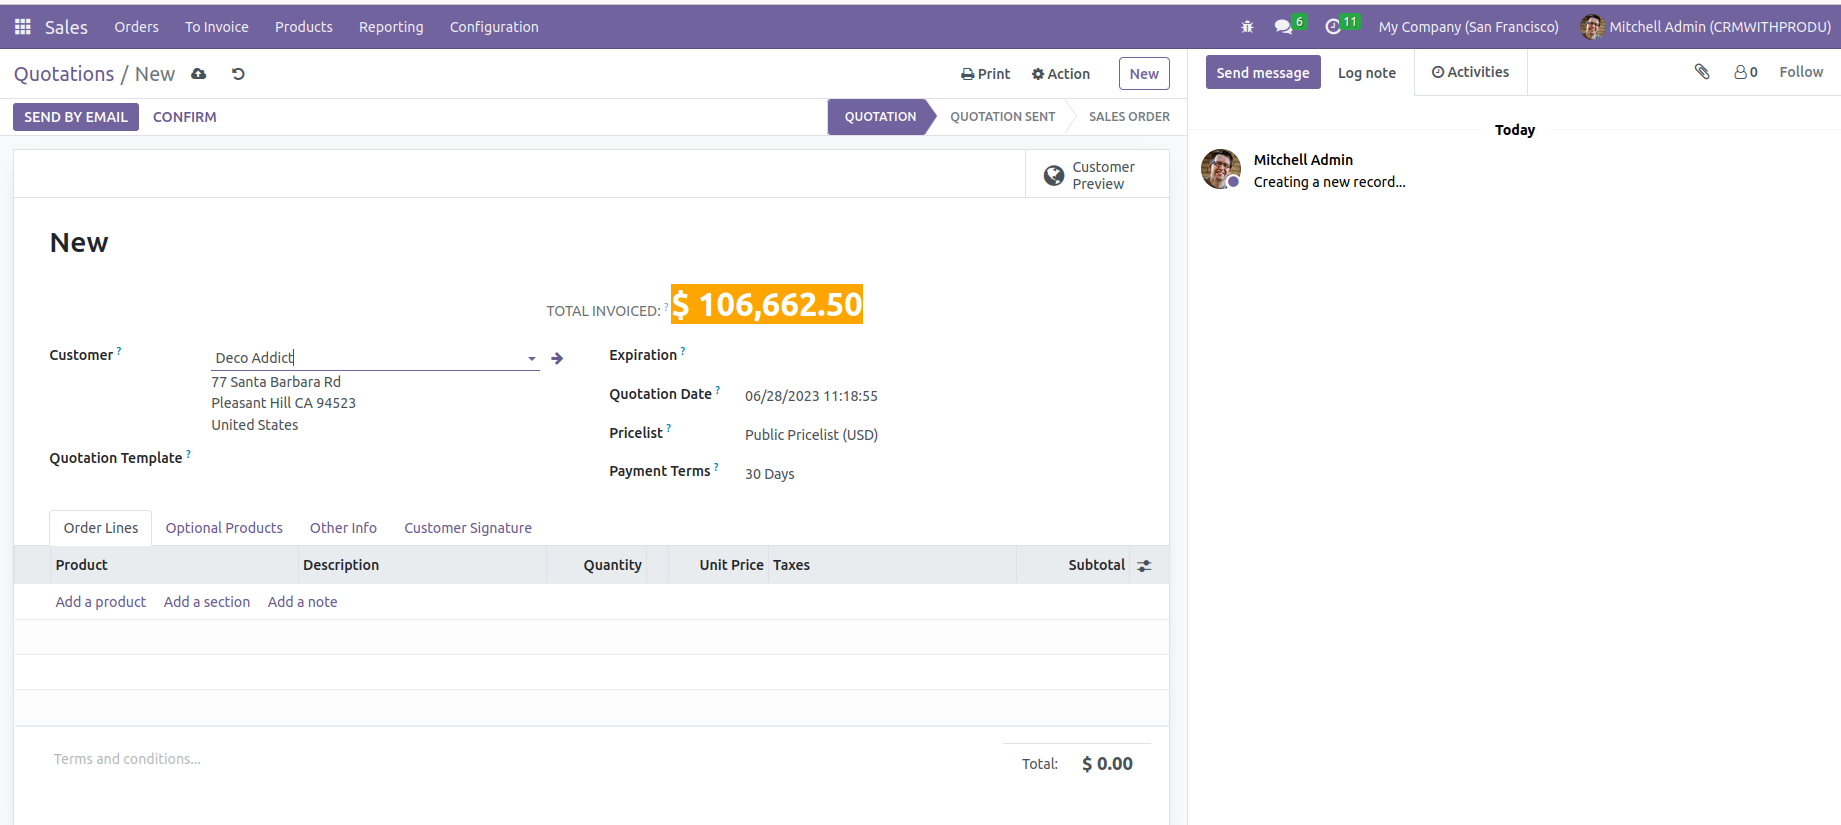 Sales Orders To Invoice Products Reporting Configuration 6 11 My Company (San Francisco) Mitchell Admin (CRMWITHPRODU)
Quotations / New Print Action New
SEND BY EMAIL CONFIRM QUOTATION QUOTATION SENT SALES ORDER
Customer
Preview
New
TOTAL INVOICED: ? $ 106,662.50
Customer ? Deco Addict
77 Santa Barbara Rd
Pleasant Hill CA 94523
United States
Quotation Template ?
Expiration ?
Quotation Date ? 06/28/2023 11:18:55
Pricelist ? Public Pricelist (USD)
Payment Terms ? 30 Days
Order Lines Optional Products Other Info Customer Signature
Product Description Quantity Unit Price Taxes Subtotal
Add a product Add a section Add a note
Terms and conditions...
Total: $ 0.00
Send message Log note Activities 0 Follow
Today
Mitchell Admin
Creating a new record...